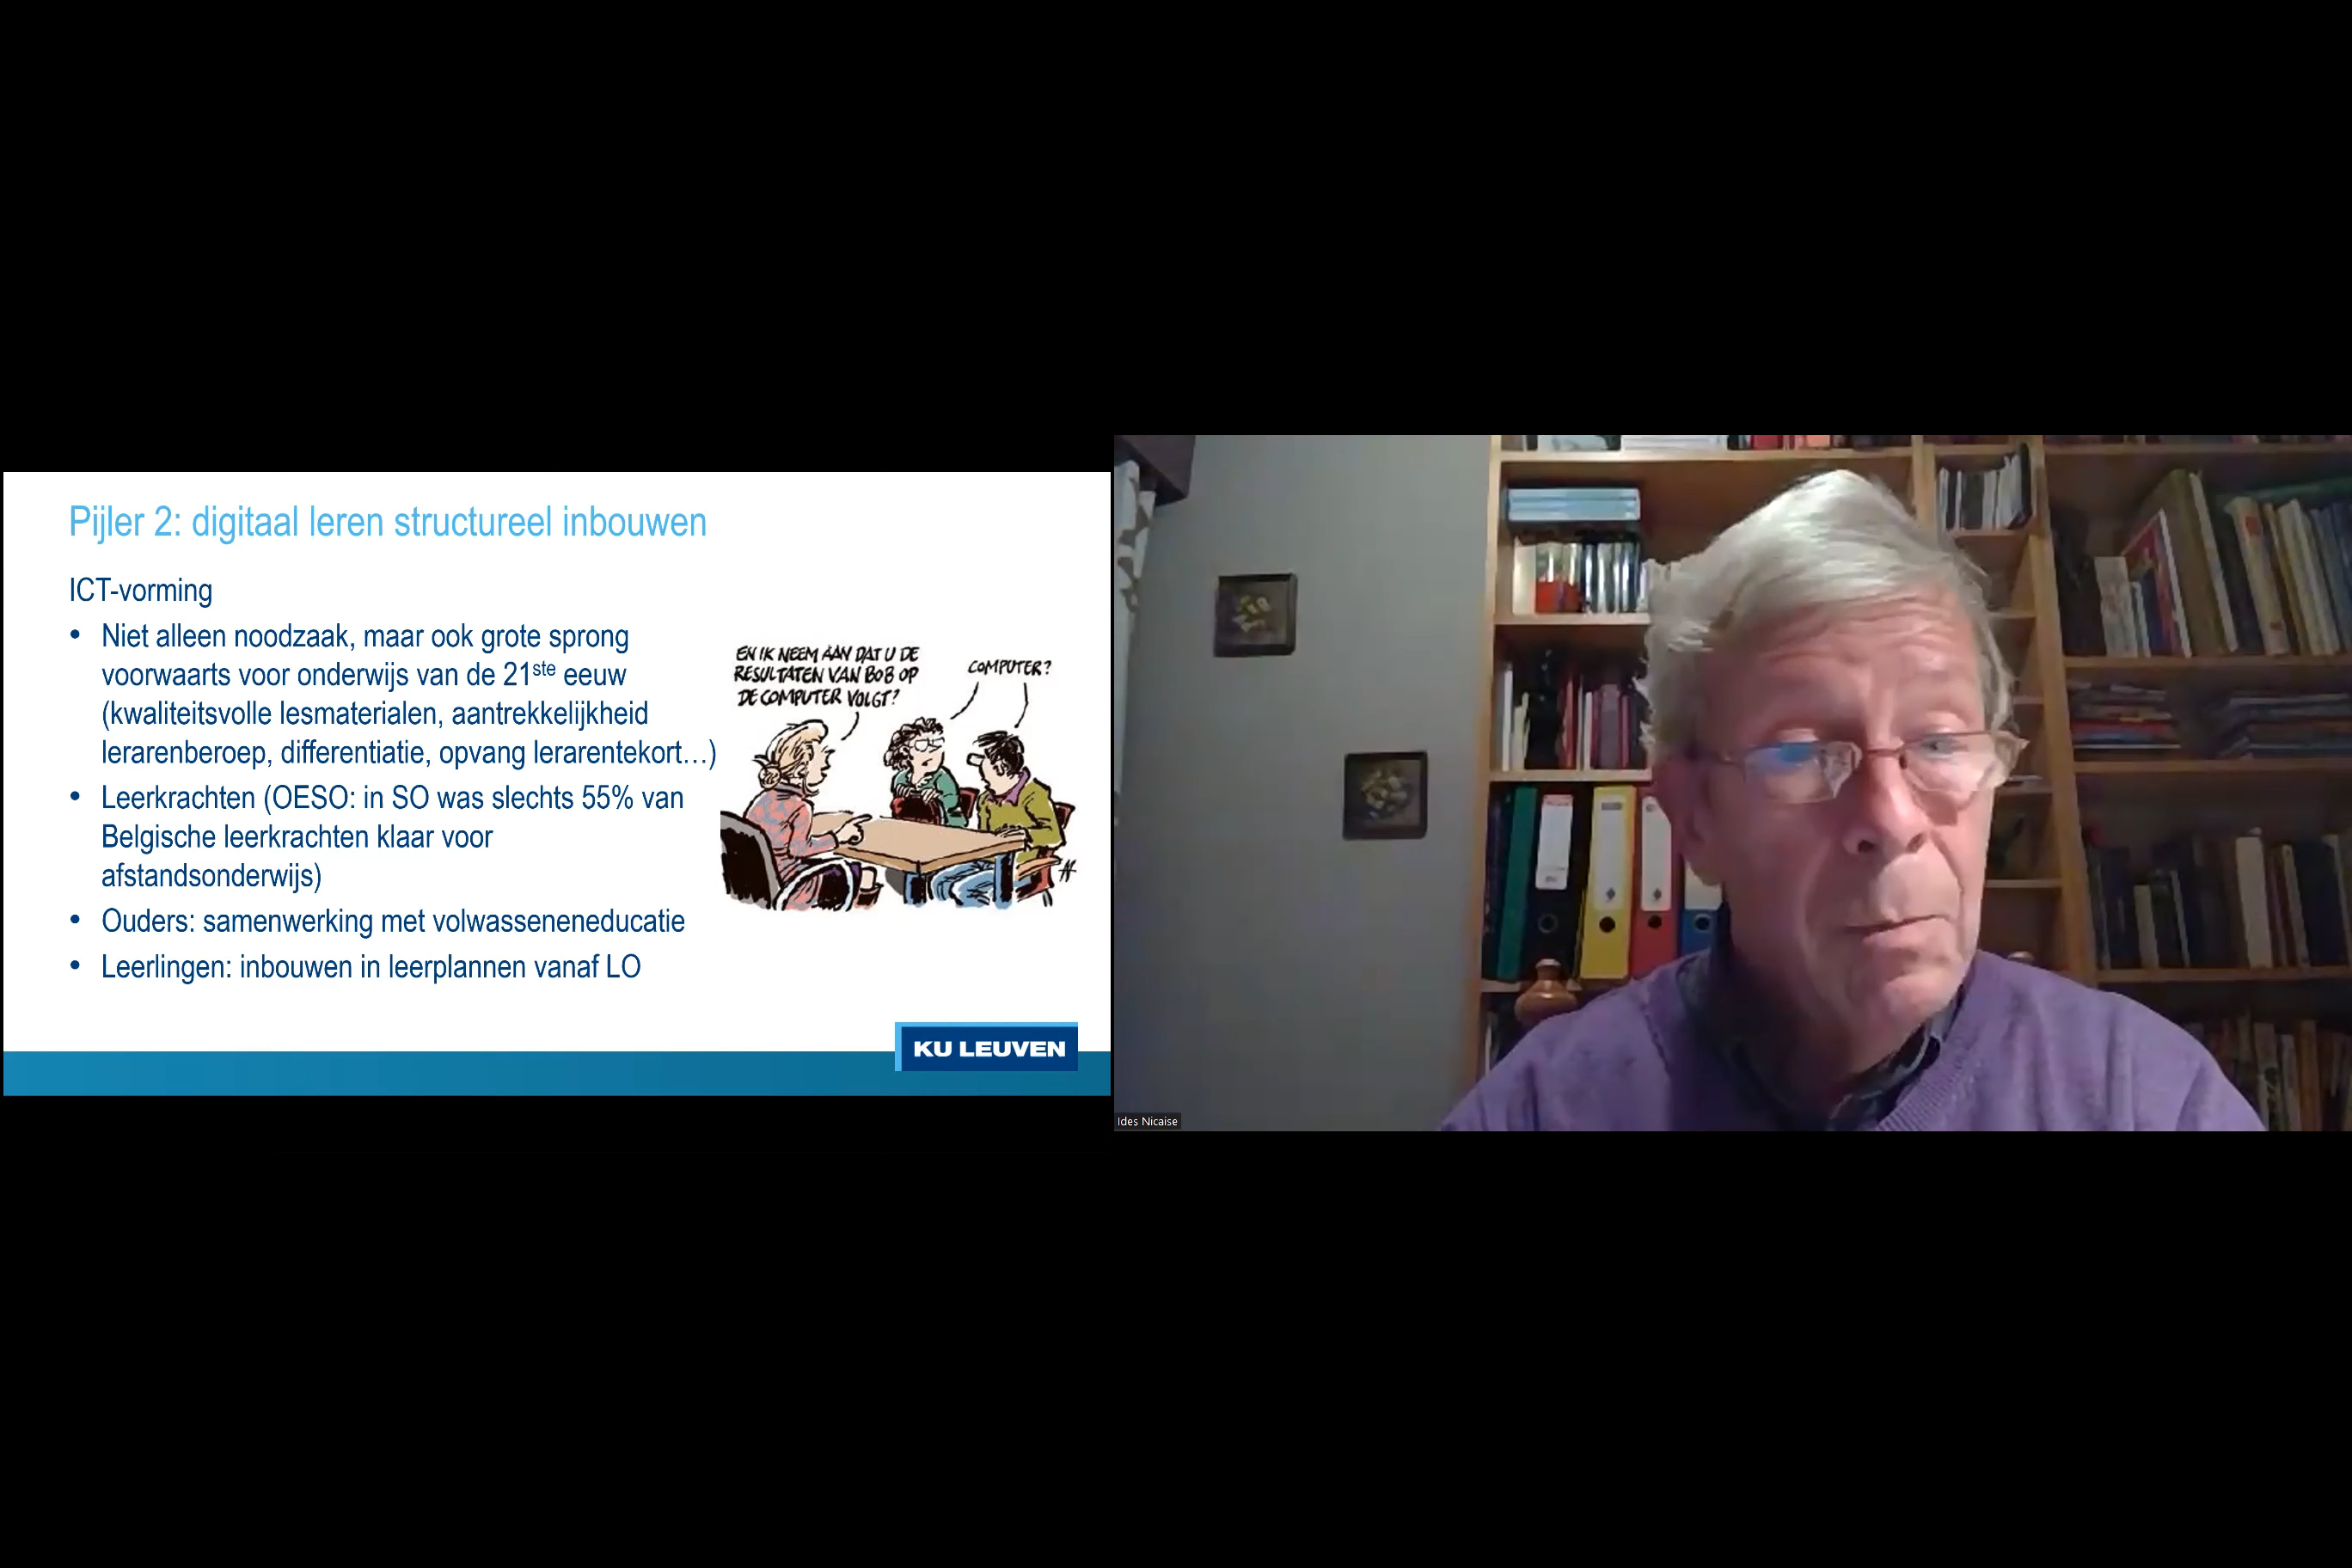 Pijler 2: digitaal leren structureel inbouwen
ICT-vorming
• Niet alleen noodzaak, maar ook grote sprong
voorwaarts voor onderwijs van de 21ste eeuw
(kwaliteitsvolle lesmaterialen, aantrekkelijkheid
lerarenberoep, differentiatie, opvang lerarentekort…)
• Leerkrachten (OESO: in SO was slechts 55% van
Belgische leerkrachten klaar voor
afstandsonderwijs)
• Ouders: samenwerking met volwasseneneducatie
• Leerlingen: inbouwen in leerplannen vanaf LO
EN IK NEEM AAN DAT U DE
RESULTATEN VAN BOB OP
DE COMPUTER VOLGT?
COMPUTER?
KU LEUVEN
Ides Nicaise